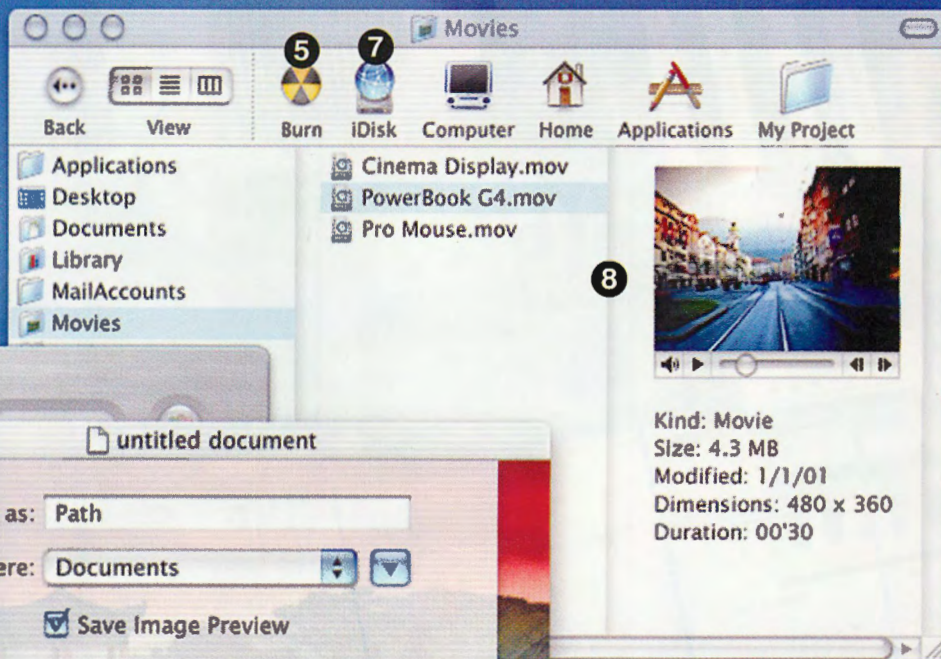 Movies
5
7
Back
View
Burn
iDisk
Computer
Home
Applications
My Project
Applications
Desktop
Documents
Library
MailAccounts
Movies
Cinema Display.mov
PowerBook G4.mov
Pro Mouse.mov
8
Kind: Movie
Size: 4.3 MB
Modified: 1/1/01
Dimensions: 480 x 360
Duration: 00'30
untitled document
as: Path
ere: Documents
Save Image Preview